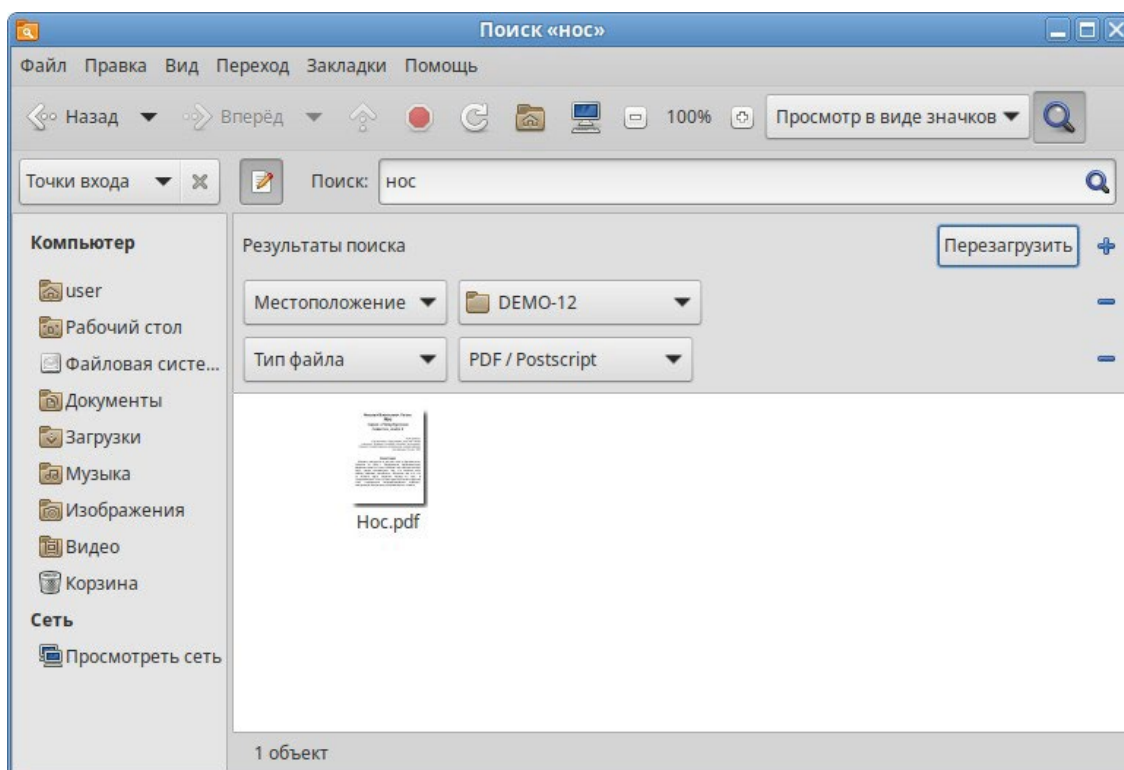 Поиск «нос»
Файл Правка Вид Переход Закладки Помощь
Назад Вперёд 100% Просмотр в виде значков
Точки входа Поиск: нос
Компьютер Результаты поиска Перезагрузить
user
Местоположение DEMO-12
Рабочий стол
Файловая систе... Тип файла PDF / Postscript
Документы
Загрузки
Музыка
Изображения
Нос.pdf
Видео
Корзина
Сеть
Просмотреть сеть
1 объект